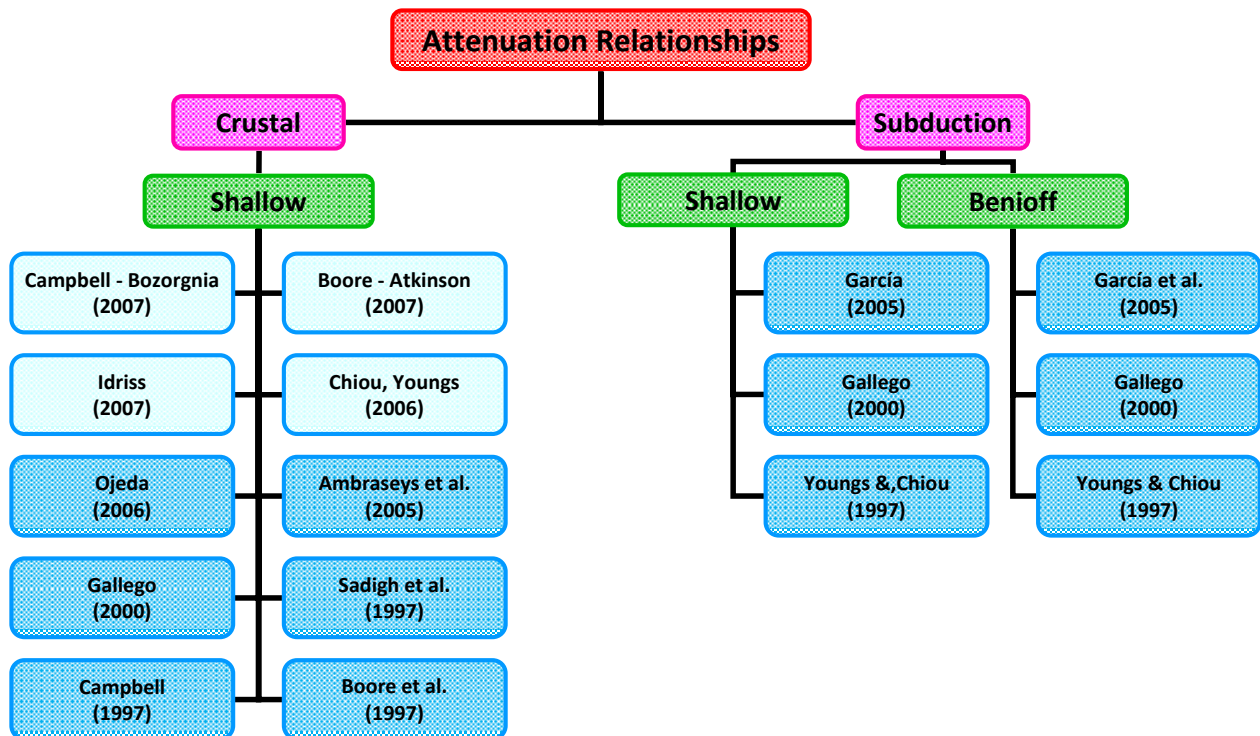 Attenuation Relationships
Crustal
Subduction
Shallow
Shallow
Benioff
Campbell - Bozorgnia
(2007)
Boore - Atkinson
(2007)
García
(2005)
García et al.
(2005)
Idriss
(2007)
Chiou, Youngs
(2006)
Gallego
(2000)
Gallego
(2000)
Ojeda
(2006)
Ambraseys et al.
(2005)
Youngs &,Chiou
(1997)
Youngs & Chiou
(1997)
Gallego
(2000)
Sadigh et al.
(1997)
Campbell
(1997)
Boore et al.
(1997)